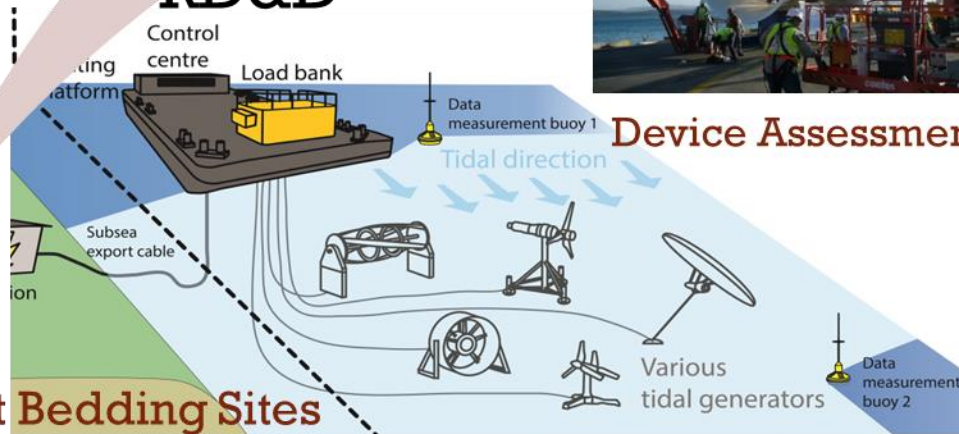 RD&D
Control
centre
Load bank
Data
measurement buoy 1
Device Assessmen
Tidal direction
Subsea
export cable
Various
tidal generators
Data
measurement
buoy 2
Bedding Sites